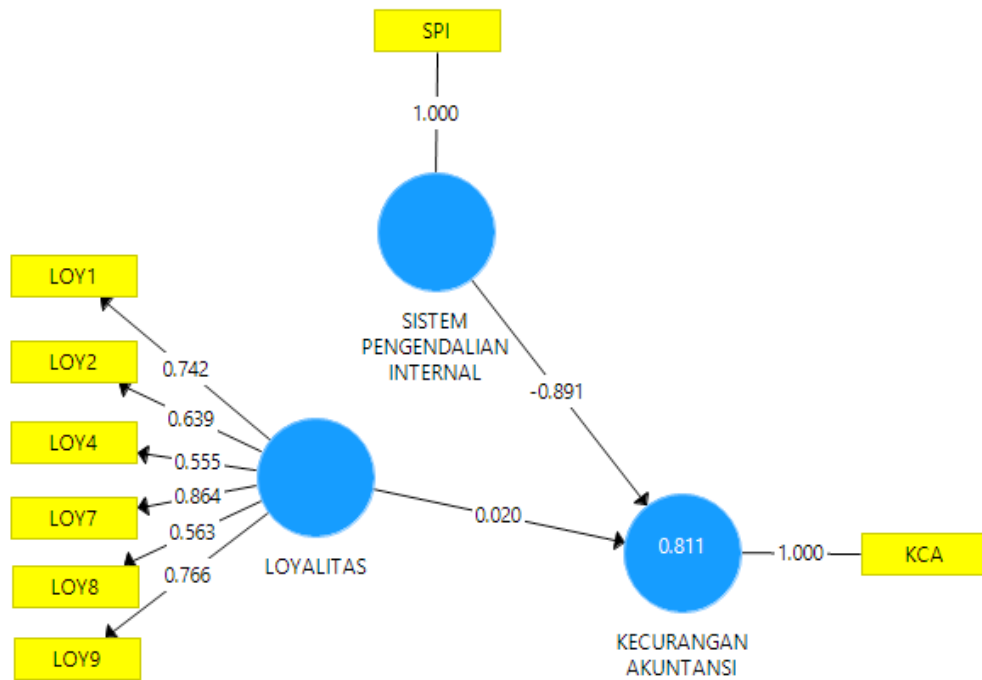 SPI
1.000
SISTEM
PENGENDALIAN
INTERNAL
-0.891
LOY1
LOY2
LOY4
LOY7
LOY8
LOY9
0.742
0.639
0.555
0.864
0.563
0.766
LOYALITAS
0.020
0.811
1.000
KCA
KECURANGAN
AKUNTANSI